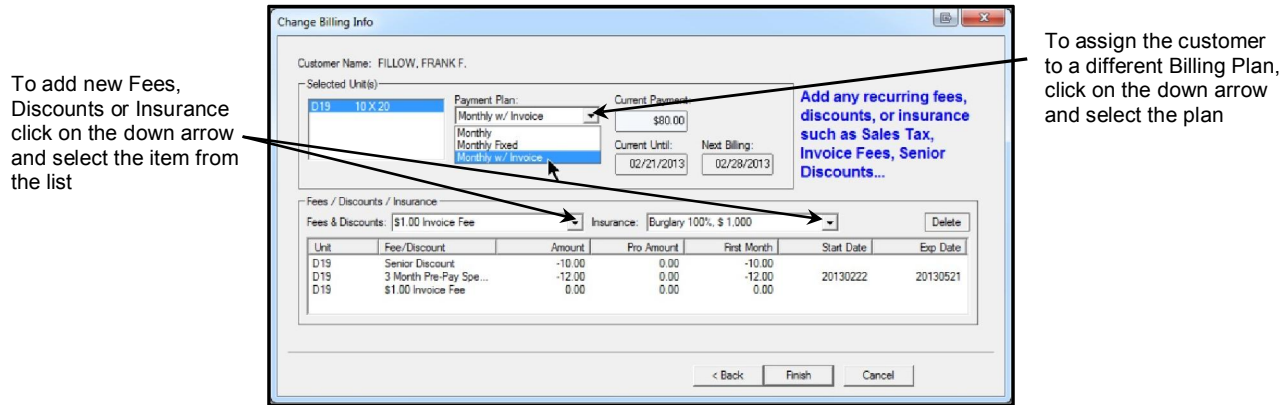 Change Billing Info
To add new Fees,
Discounts or Insurance
click on the down arrow
and select the item from
the list
Customer Name: FILLOW, FRANK F.
Selected Unit(s)
D19 10 X 20
Payment Plan:
Monthly w/ Invoice
Monthly
Monthly Fixed
Monthly w/ Invoice
Current Payment:
$80.00
Current Until: Next Billing:
02/21/2013 02/28/2013
Add any recurring fees,
discounts, or insurance
such as Sales Tax,
Invoice Fees, Senior
Discounts...
To assign the customer
to a different Billing Plan,
click on the down arrow
and select the plan
Fees / Discounts / Insurance
Fees & Discounts: $1.00 Invoice Fee Insurance: Burglary 100%, $ 1,000 Delete
Unit Fee/Discount Amount Pro Amount First Month Start Date Exp Date
D19 Senior Discount -10.00 0.00 -10.00
D19 3 Month Pre-Pay Spe... -12.00 0.00 -12.00 20130222 20130521
D19 $1.00 Invoice Fee 0.00 0.00 0.00
< Back Finish Cancel